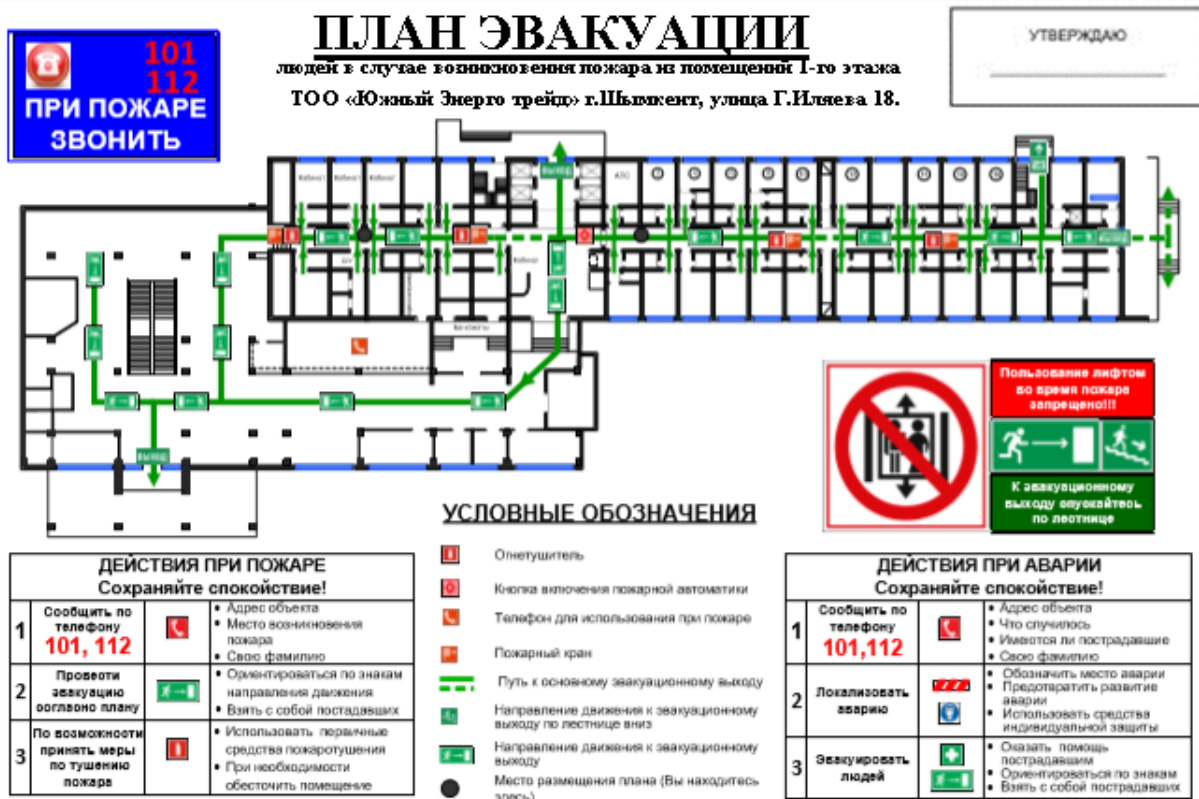 ПЛАН ЭВАКУАЦИИ
людей в случае возникновения пожара из помещений 1-го этажа
ТОО «Южный Энерго трейд» г.Шымкент, улица Г.Иляева 18.
101
112
ПРИ ПОЖАРЕ
ЗВОНИТЬ
УТВЕРЖДАЮ
Кабинет
Кабинет
Кабинет
ВЫХОД
АПС
Кабинет
ВЫХОД
ВЫХОД
Пользование лифтом
во время пожара
запрещено!!!
К эвакуационному
выходу опускайтесь
по лестнице
УСЛОВНЫЕ ОБОЗНАЧЕНИЯ
Огнетушитель
Кнопка включения пожарной автоматики
Телефон для использования при пожаре
Пожарный кран
Путь к основному эвакуационному выходу
Направление движения к эвакуационному
выходу по лестнице вниз
Направление движения к эвакуационному
выходу
Место размещения плана (Вы находитесь
здесь)
ДЕЙСТВИЯ ПРИ ПОЖАРЕ
Сохраняйте спокойствие!
1
Сообщить по
телефону
101, 112
• Адрес объекта
• Место возникновения
пожара
• Свою фамилию
2
Провести
эвакуацию
согласно плану
• Ориентироваться по знакам
направления движения
• Взять с собой постадавших
3
По возможности
принять меры
по тушению
пожара
• Использовать первичные
средства пожаротушения
• При необходимости
обесточить помещение
ДЕЙСТВИЯ ПРИ АВАРИИ
Сохраняйте спокойствие!
1
Сообщить по
телефону
101,112
• Адрес объекта
• Что случилось
• Имеются ли пострадавшие
• Свою фамилию
2
Локализовать
аварию
• Обозначить место аварии
• Предотвратить развитие
аварии
• Использовать средства
индивидуальной защиты
3
Эвакуировать
людей
• Оказать помощь
пострадавшим
• Ориентироваться по знакам
• Взять с собой пострадавших